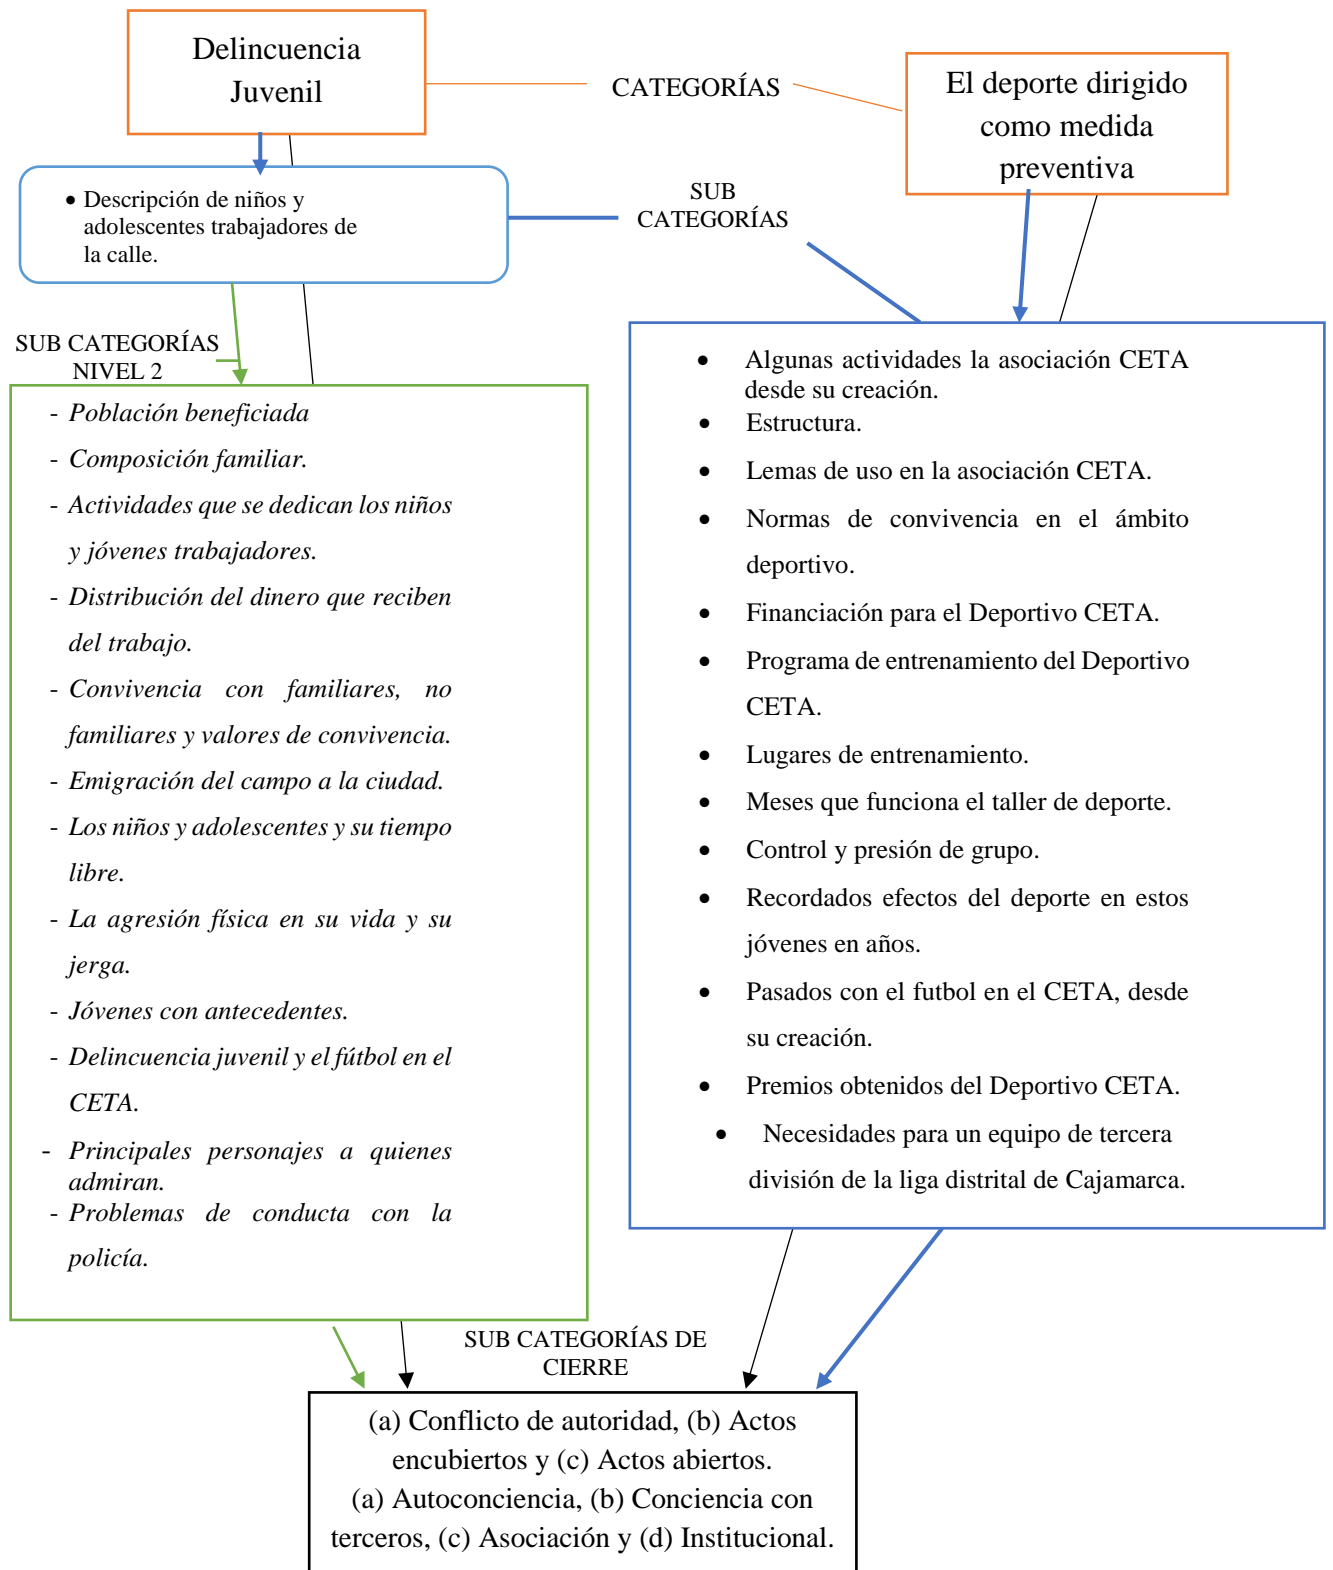 Delincuencia
Juvenil
CATEGORÍAS
El deporte dirigido
como medida
preventiva
• Descripción de niños y
adolescentes trabajadores de
la calle.
SUB
CATEGORÍAS
SUB CATEGORÍAS
NIVEL 2
- Población beneficiada
- Composición familiar.
- Actividades que se dedican los niños
y jóvenes trabajadores.
- Distribución del dinero que reciben
del trabajo.
- Convivencia con familiares, no
familiares y valores de convivencia.
- Emigración del campo a la ciudad.
- Los niños y adolescentes y su tiempo
libre.
- La agresión física en su vida y su
jerga.
- Jóvenes con antecedentes.
- Delincuencia juvenil y el fútbol en el
CETA.
- Principales personajes a quienes
admiran.
- Problemas de conducta con la
policía.
• Algunas actividades la asociación CETA
desde su creación.
• Estructura.
• Lemas de uso en la asociación CETA.
• Normas de convivencia en el ámbito
deportivo.
• Financiación para el Deportivo CETA.
• Programa de entrenamiento del Deportivo
CETA.
• Lugares de entrenamiento.
• Meses que funciona el taller de deporte.
• Control y presión de grupo.
• Recordados efectos del deporte en estos
jóvenes en años.
• Pasados con el futbol en el CETA, desde
su creación.
• Premios obtenidos del Deportivo CETA.
• Necesidades para un equipo de tercera
división de la liga distrital de Cajamarca.
SUB CATEGORÍAS DE
CIERRE
(a) Conflicto de autoridad, (b) Actos
encubiertos y (c) Actos abiertos.
(a) Autoconciencia, (b) Conciencia con
terceros, (c) Asociación y (d) Institucional.